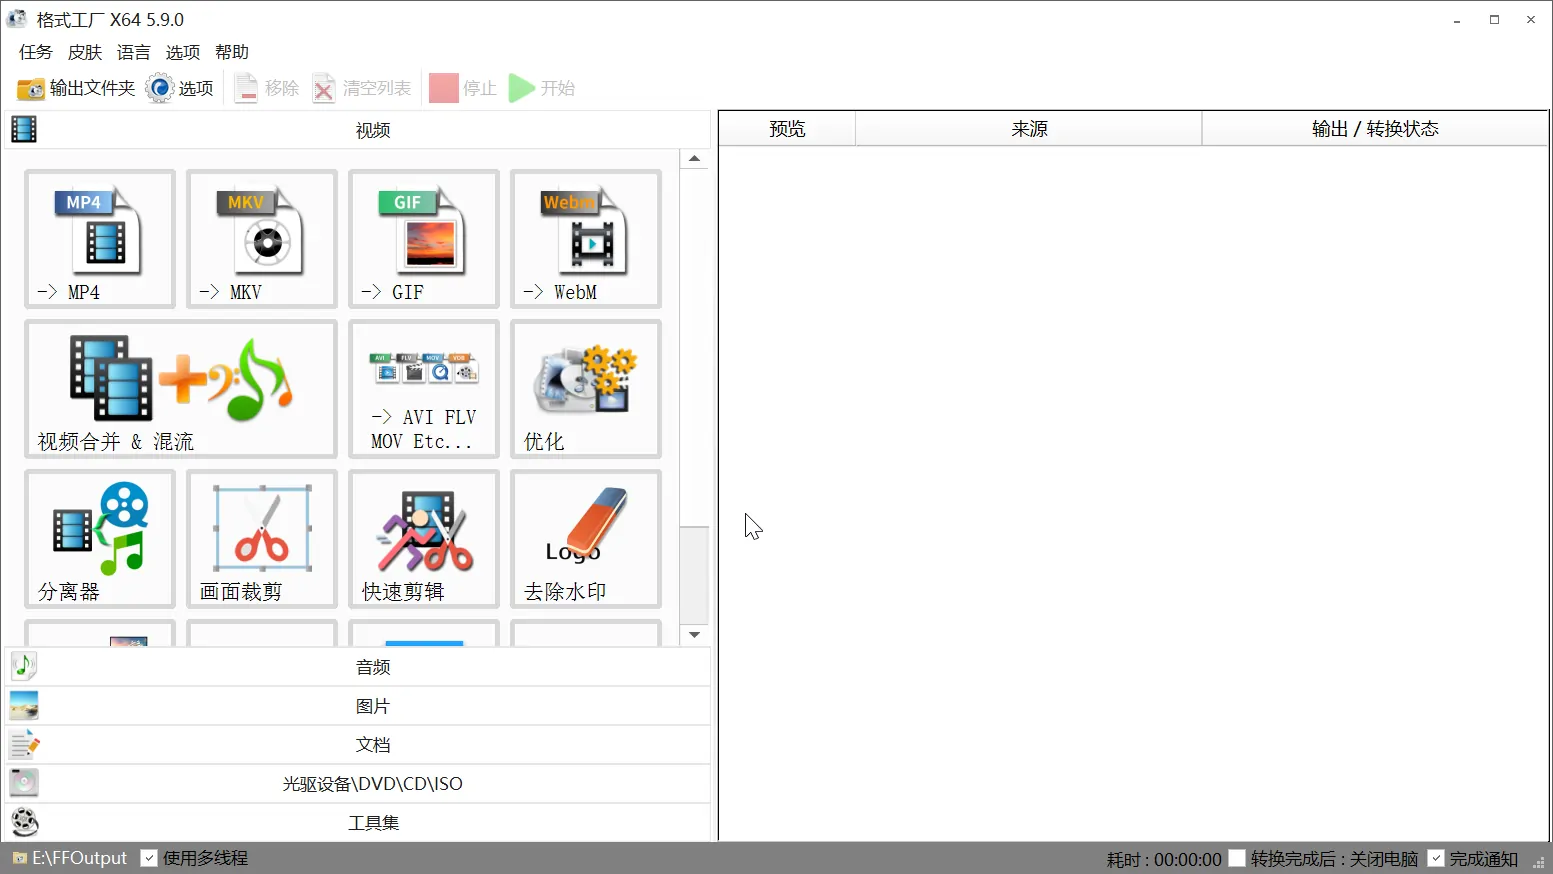 格式工厂 X64 5.9.0
任务 皮肤 语言 选项 帮助
输出文件夹 选项 移除 清空列表 停止 开始
视频
预览 来源 输出 / 转换状态
MP4 MKV GIF Webm
-> MP4 -> MKV -> GIF -> WebM
AVI FLV MOV VOB
-> AVI FLV
MOV Etc...
视频合并 & 混流 优化
Logo
分离器 画面裁剪 快速剪辑 去除水印
音频
图片
文档
光驱设备\DVD\CD\ISO
工具集
E:\FFOutput 使用多线程 耗时 : 00:00:00 转换完成后 : 关闭电脑 完成通知